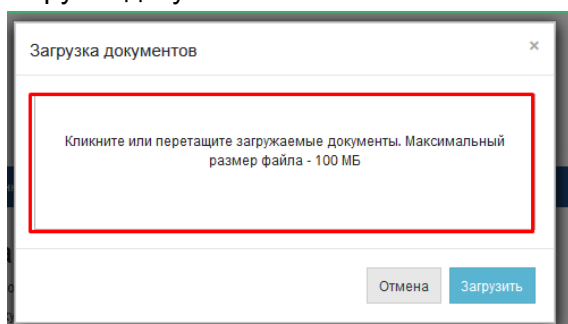 Загрузка документов
×
Кликните или перетащите загружаемые документы. Максимальный
размер файла - 100 МБ
Отмена
Загрузить